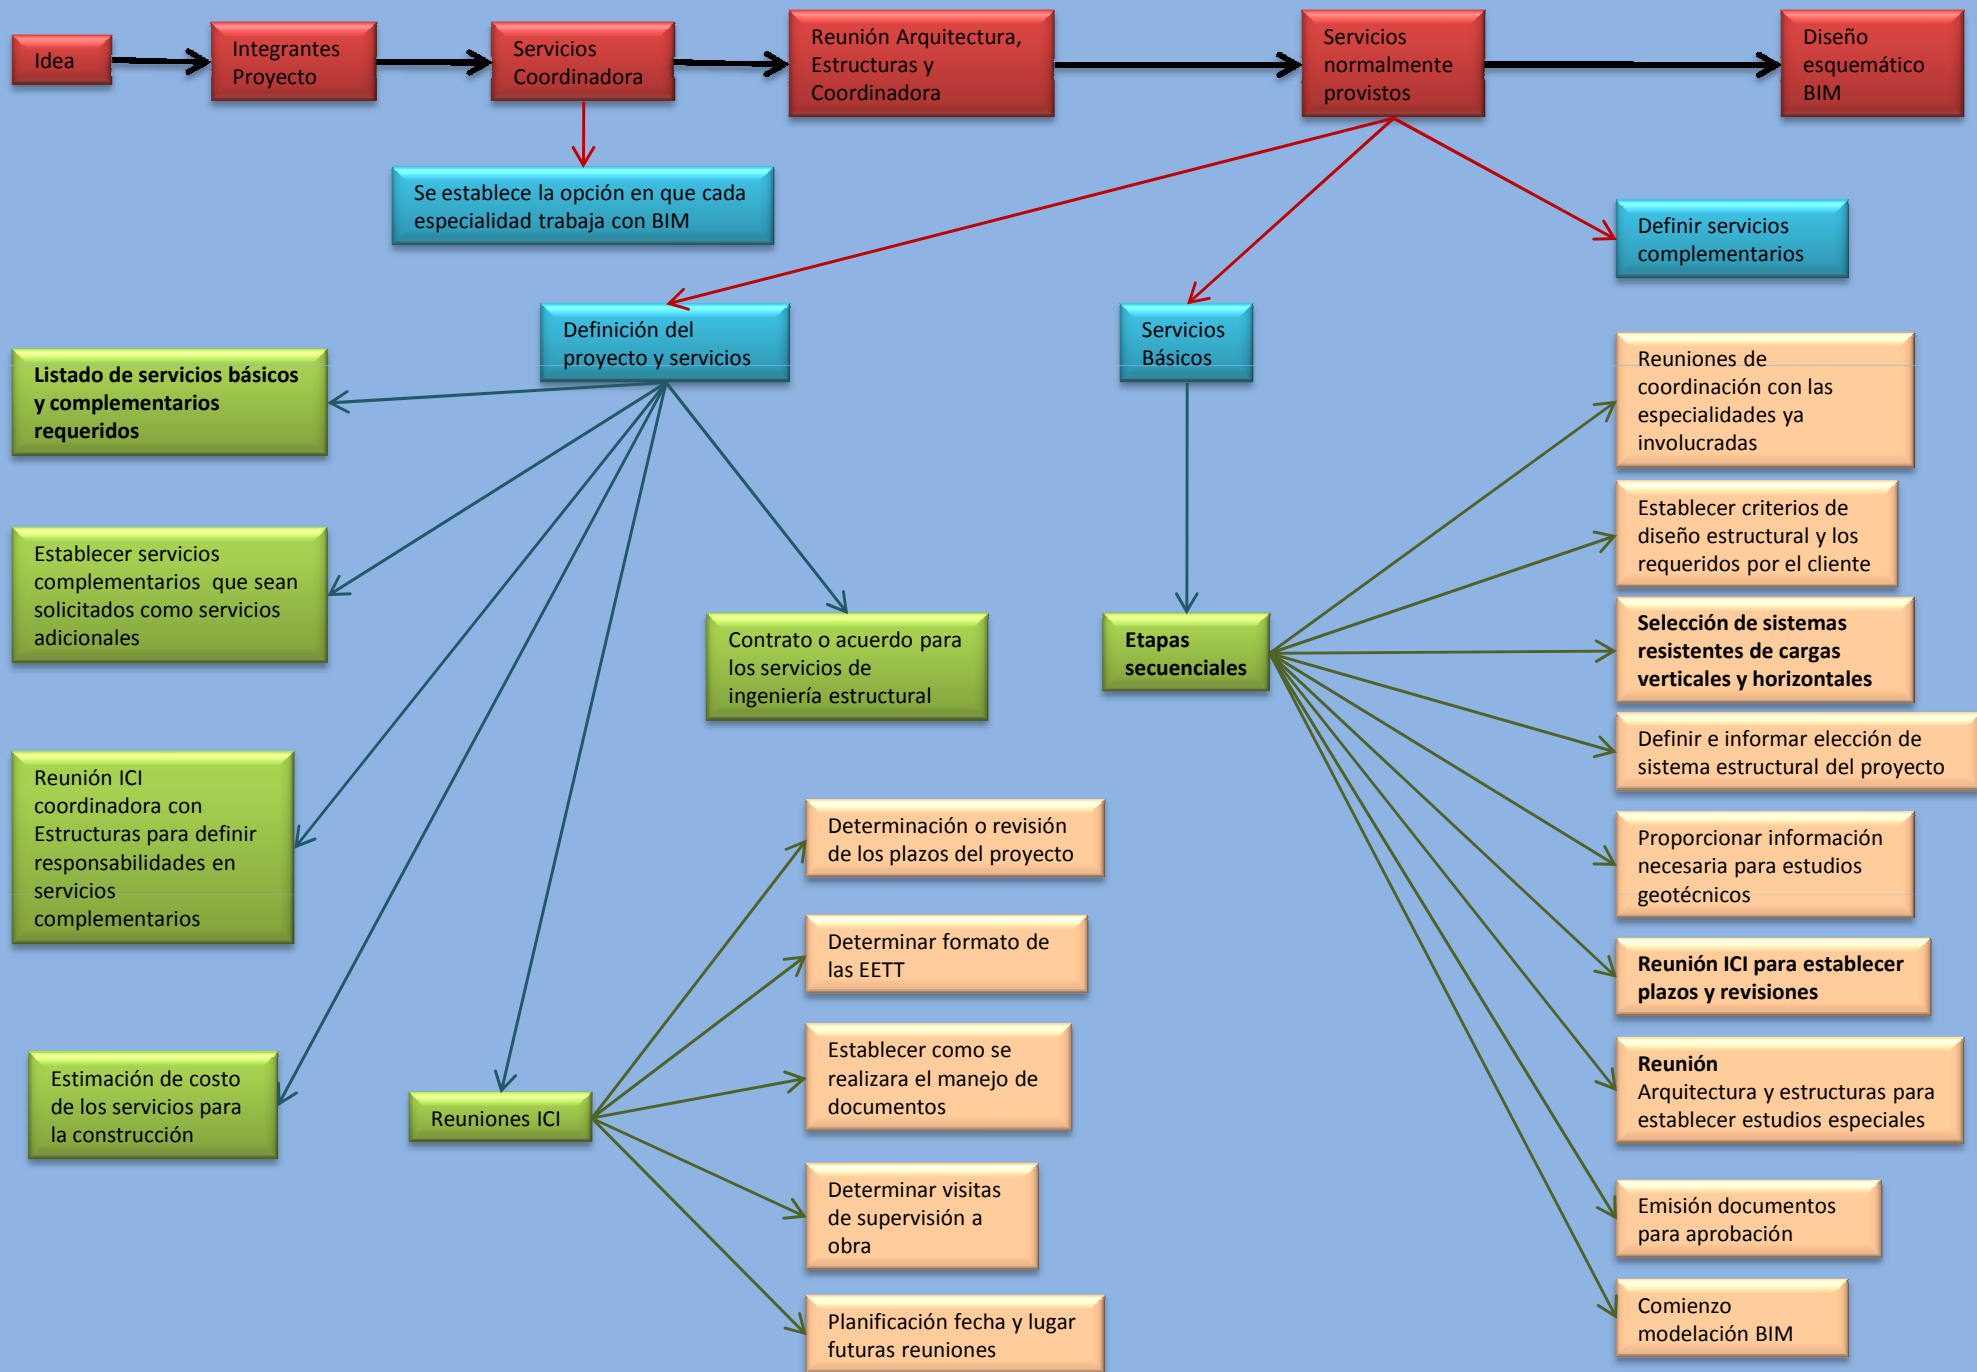 Idea
Integrantes
Proyecto
Servicios
Coordinadora
Reunión Arquitectura,
Estructuras y
Coordinadora
Servicios
normalmente
provistos
Diseño
esquemático
BIM
Se establece la opción en que cada
especialidad trabaja con BIM
Definir servicios
complementarios
Definición del
proyecto y servicios
Servicios
Básicos
Listado de servicios básicos
y complementarios
requeridos
Establecer servicios
complementarios que sean
solicitados como servicios
adicionales
Reunión ICI
coordinadora con
Estructuras para definir
responsabilidades en
servicios
complementarios
Estimación de costo
de los servicios para
la construcción
Reuniones ICI
Contrato o acuerdo para
los servicios de
ingeniería estructural
Determinación o revisión
de los plazos del proyecto
Determinar formato de
las EETT
Establecer como se
realizara el manejo de
documentos
Determinar visitas
de supervisión a
obra
Planificación fecha y lugar
futuras reuniones
Etapas
secuenciales
Reuniones de
coordinación con las
especialidades ya
involucradas
Establecer criterios de
diseño estructural y los
requeridos por el cliente
Selección de sistemas
resistentes de cargas
verticales y horizontales
Definir e informar elección de
sistema estructural del proyecto
Proporcionar información
necesaria para estudios
geotécnicos
Reunión ICI para establecer
plazos y revisiones
Reunión
Arquitectura y estructuras para
establecer estudios especiales
Emisión documentos
para aprobación
Comienzo
modelación BIM